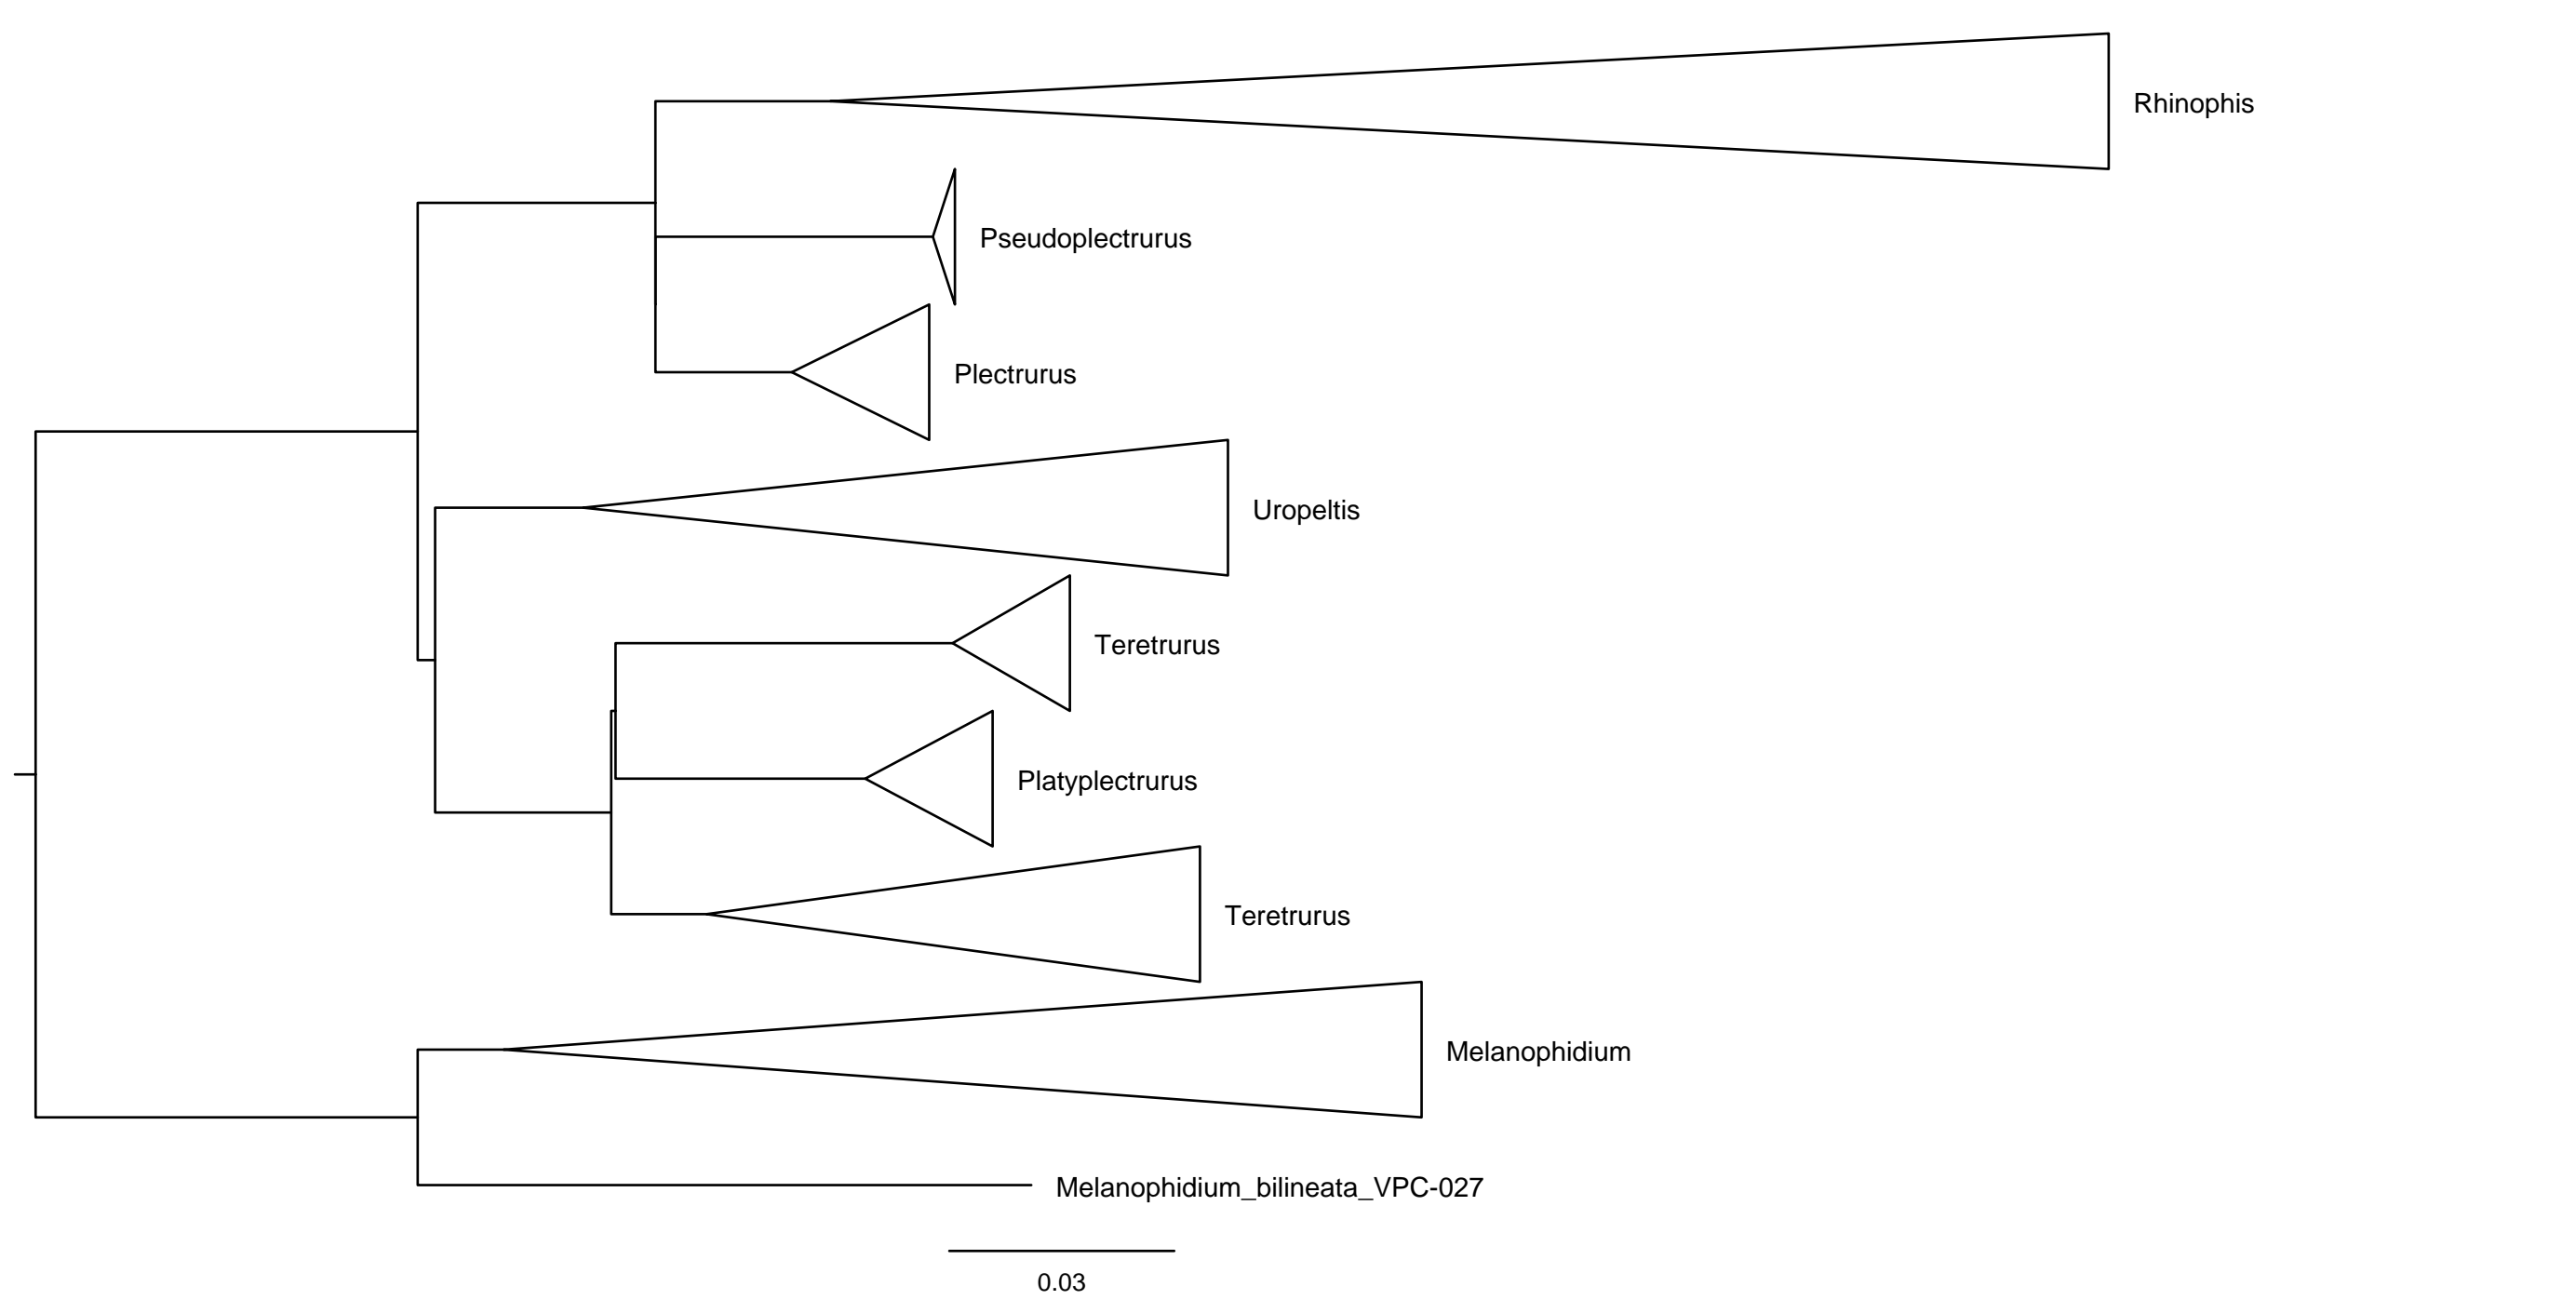 Rhinophis
Pseudoplectrurus
Plectrurus
Uropeltis
Teretrurus
Platyplectrurus
Teretrurus
Melanophidium
Melanophidium_bilineata_VPC-027
0.03